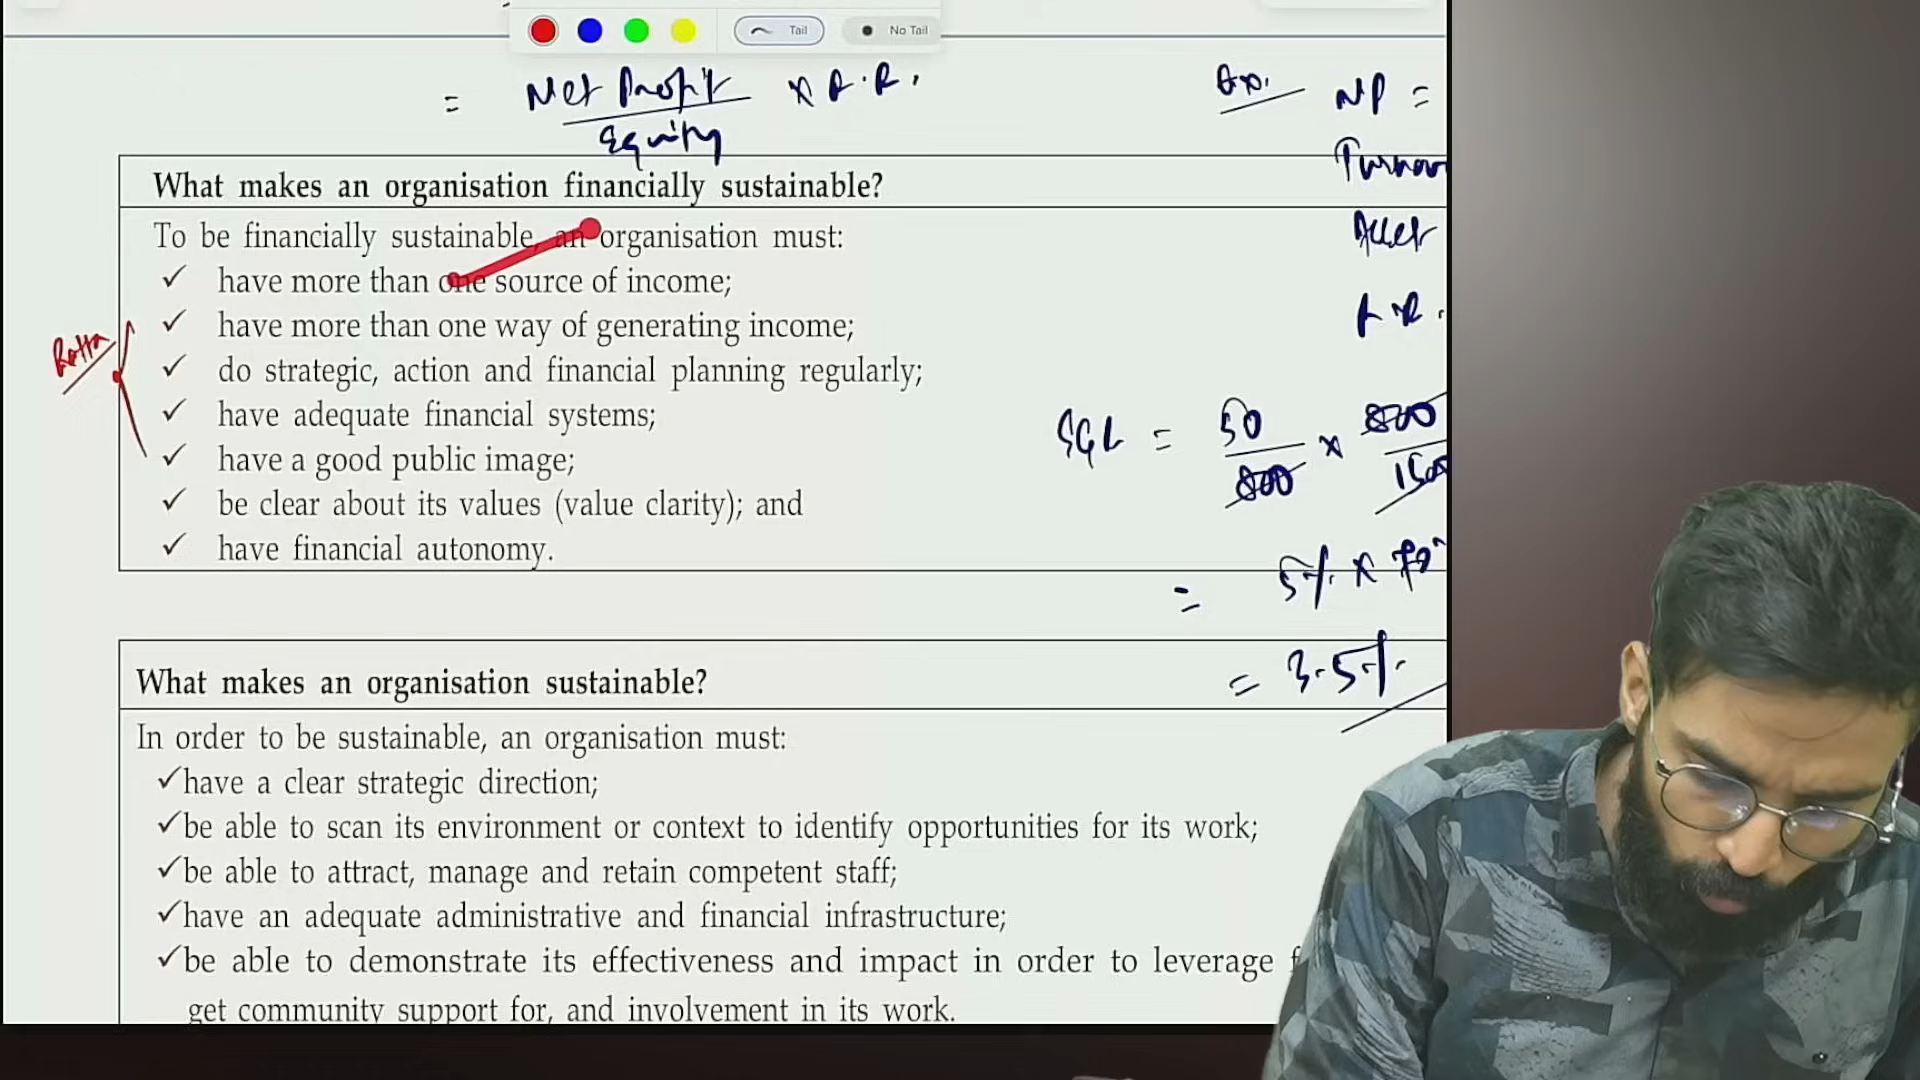 Tail No Tail
= Net Profit × R.R.
Equity
Ex. NP =
Turnov
Asset
R.R.
What makes an organisation financially sustainable?
To be financially sustainable, an organisation must:
✓ have more than one source of income;
✓ have more than one way of generating income;
✓ do strategic, action and financial planning regularly;
✓ have adequate financial systems;
✓ have a good public image;
✓ be clear about its values (value clarity); and
✓ have financial autonomy.
Ratta
SGR = 50 × 800
800 1500
= 5% ×
= 3.5%
What makes an organisation sustainable?
In order to be sustainable, an organisation must:
✓have a clear strategic direction;
✓be able to scan its environment or context to identify opportunities for its work;
✓be able to attract, manage and retain competent staff;
✓have an adequate administrative and financial infrastructure;
✓be able to demonstrate its effectiveness and impact in order to leverage
get community support for, and involvement in its work.